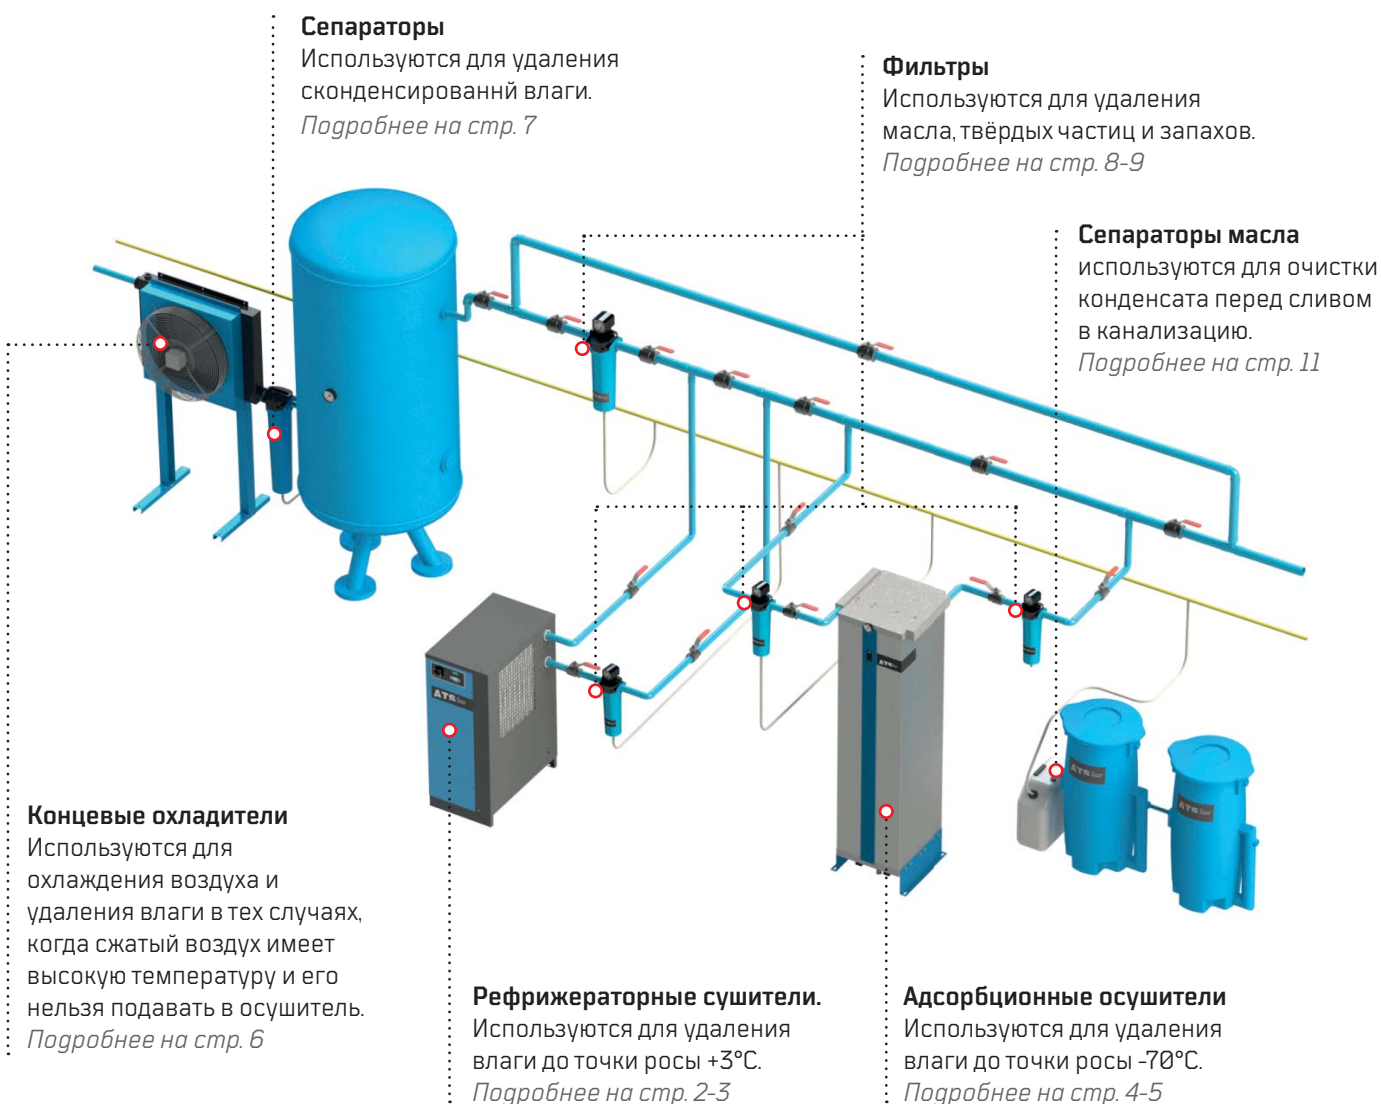 Сепараторы
Используются для удаления
сконденсированнй влаги.
Подробнее на стр. 7
Фильтры
Используются для удаления
масла, твёрдых частиц и запахов.
Подробнее на стр. 8-9
Сепараторы масла
используются для очистки
конденсата перед сливом
в канализацию.
Подробнее на стр. 11
Концевые охладители
Используются для
охлаждения воздуха и
удаления влаги в тех случаях,
когда сжатый воздух имеет
высокую температуру и его
нельзя подавать в осушитель.
Подробнее на стр. 6
Рефрижераторные сушители.
Используются для удаления
влаги до точки росы +3°C.
Подробнее на стр. 2-3
Адсорбционные осушители
Используются для удаления
влаги до точки росы -70°C.
Подробнее на стр. 4-5
ATS
ATS
ATS
ATS